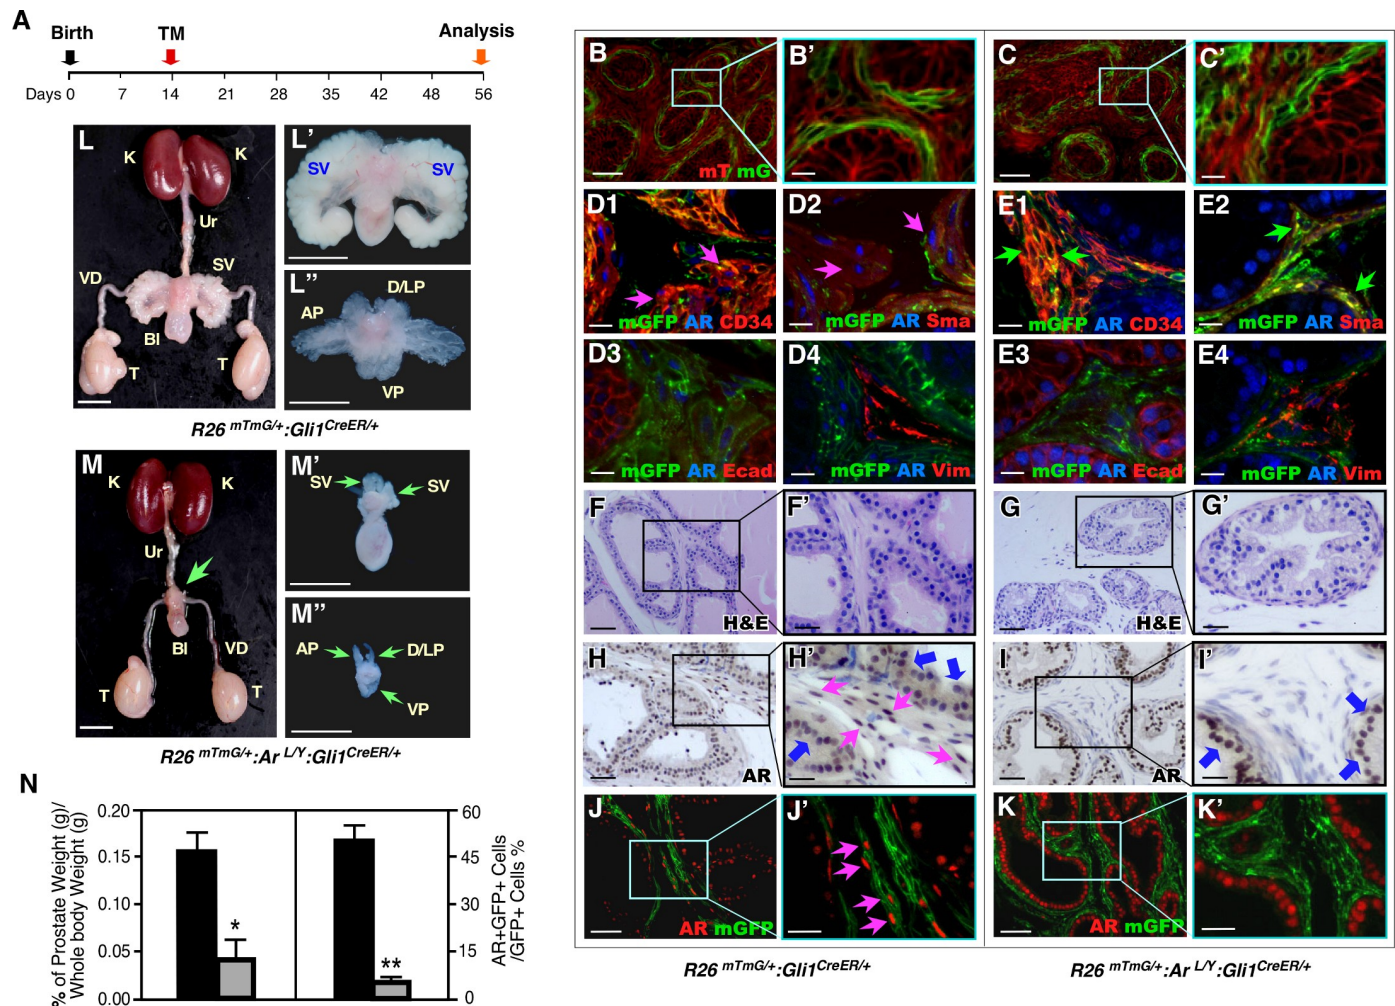 A
Birth TM Analysis
Days 0 7 14 21 28 35 42 48 56
L K K Ur VD SV Bl T T
L' SV SV
L'' D/LP AP VP
R26 mTmG/+:Gli1CreER/+
M K K Ur Bl VD T T
M' SV SV
M'' AP D/LP VP
R26 mTmG/+:Ar L/Y:Gli1CreER/+
N
% of Prostate Weight (g)/
Whole body Weight (g)
0.20
0.15
0.10
0.05
0.00
*
**
60
45
30
15
0
AR+GFP+ Cells
/GFP+ Cells %
B mT mG B' C C'
D1 mGFP AR CD34 D2 mGFP AR Sma E1 mGFP AR CD34 E2 mGFP AR Sma
D3 mGFP AR Ecad D4 mGFP AR Vim E3 mGFP AR Ecad E4 mGFP AR Vim
F H&E F' G H&E G'
H AR H' I AR I'
J AR mGFP J' K AR mGFP K'
R26 mTmG/+:Gli1CreER/+
R26 mTmG/+:Ar L/Y:Gli1CreER/+